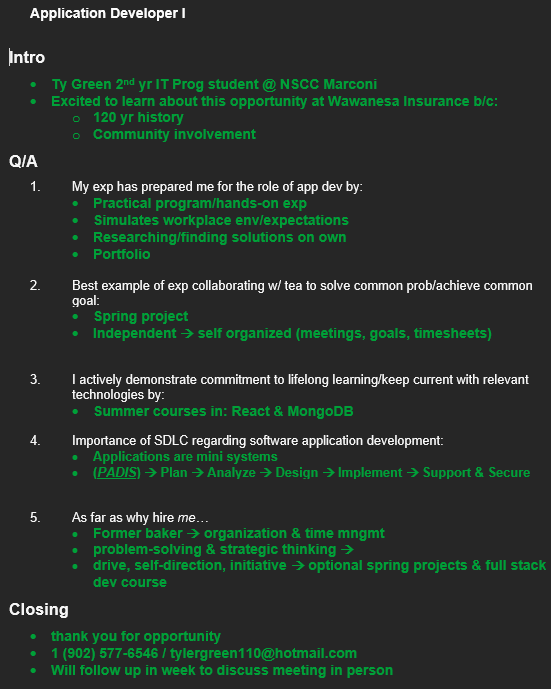 Application Developer I
Intro
• Ty Green 2nd yr IT Prog student @ NSCC Marconi
• Excited to learn about this opportunity at Wawanesa Insurance b/c:
o 120 yr history
o Community involvement
Q/A
1. My exp has prepared me for the role of app dev by:
• Practical program/hands-on exp
• Simulates workplace env/expectations
• Researching/finding solutions on own
• Portfolio
2. Best example of exp collaborating w/ tea to solve common prob/achieve common
goal:
• Spring project
• Independent → self organized (meetings, goals, timesheets)
3. I actively demonstrate commitment to lifelong learning/keep current with relevant
technologies by:
• Summer courses in: React & MongoDB
4. Importance of SDLC regarding software application development:
• Applications are mini systems
• (PADIS) → Plan → Analyze → Design → Implement → Support & Secure
5. As far as why hire me…
• Former baker → organization & time mngmt
• problem-solving & strategic thinking →
• drive, self-direction, initiative → optional spring projects & full stack
dev course
Closing
• thank you for opportunity
• 1 (902) 577-6546 / tylergreen110@hotmail.com
• Will follow up in week to discuss meeting in person